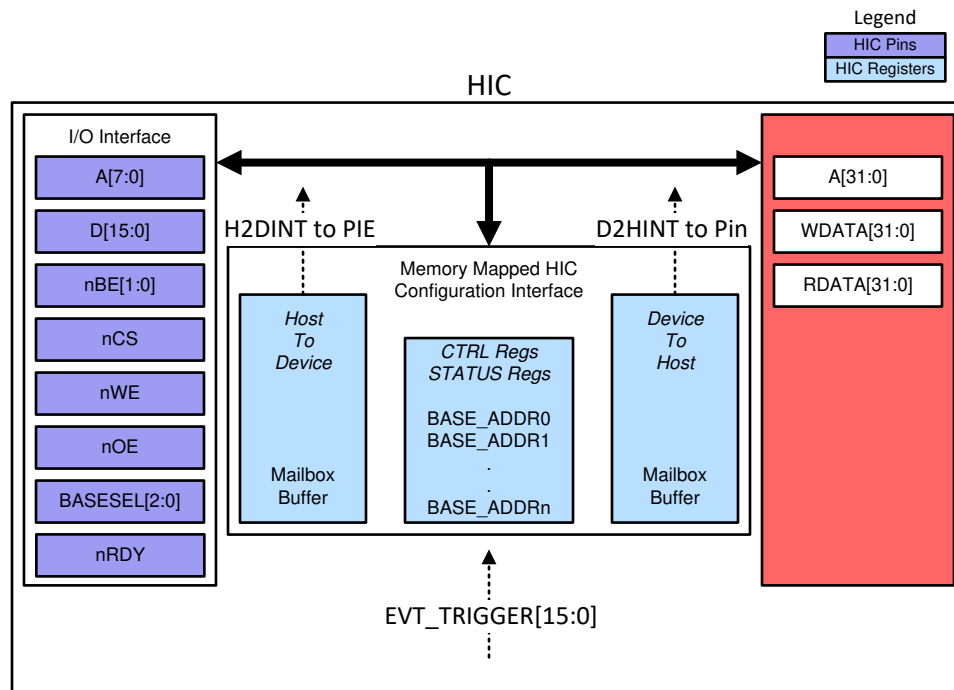 Legend
HIC Pins
HIC Registers
HIC
I/O Interface
A[7:0]
D[15:0]
nBE[1:0]
nCS
nWE
nOE
BASESEL[2:0]
nRDY
H2DINT to PIE
D2HINT to Pin
Memory Mapped HIC
Configuration Interface
Host
To
Device
Mailbox
Buffer
CTRL Regs
STATUS Regs
BASE_ADDR0
BASE_ADDR1
.
.
BASE_ADDRn
Device
To
Host
Mailbox
Buffer
EVT_TRIGGER[15:0]
A[31:0]
WDATA[31:0]
RDATA[31:0]